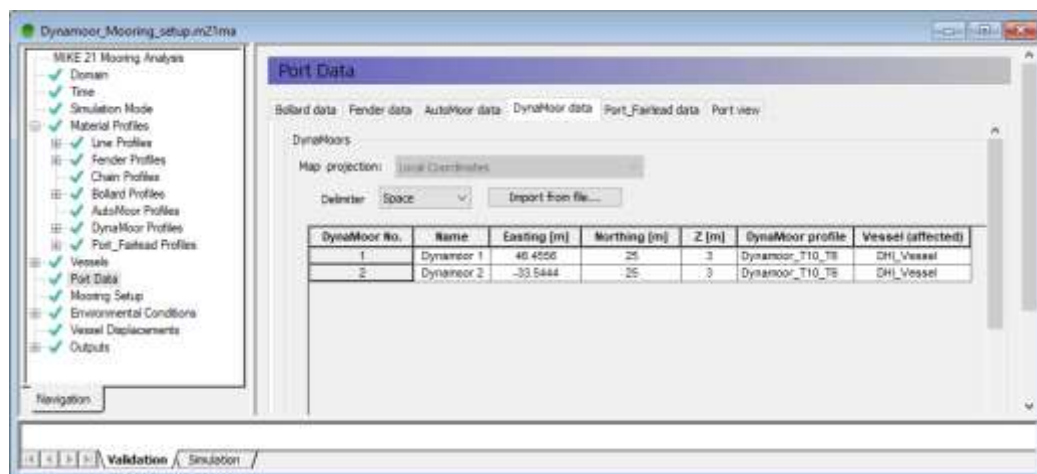 Dynamoor_Mooring_setup.m21ma
MIKE 21 Mooring Analysis
Domain
Time
Simulation Mode
Material Profiles
Line Profiles
Fender Profiles
Chain Profiles
Bollard Profiles
AutoMoor Profiles
DynaMoor Profiles
Port_Fairlead Profiles
Vessels
Port Data
Mooring Setup
Environmental Conditions
Vessel Displacements
Outputs
Navigation
Port Data
Bollard data Fender data AutoMoor data DynaMoor data Port_Fairlead data Port view
DynaMoors
Map projection: Local Coordinates
Delimiter Space Import from file...
DynaMoor No. Name Easting [m] Northing [m] Z [m] DynaMoor profile Vessel (affected)
1 Dynamoor 1 46.4556 25 3 Dynamoor_T10_T6 DHI_Vessel
2 Dynamoor 2 -33.5444 25 3 Dynamoor_T10_T6 DHI_Vessel
Validation Simulation